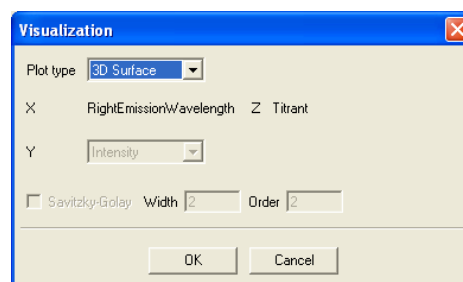 Visualization
Plot type 3D Surface
X RightEmissionWavelength Z Titrant
Y Intensity
Savitzky-Golay Width 2 Order 2
OK Cancel